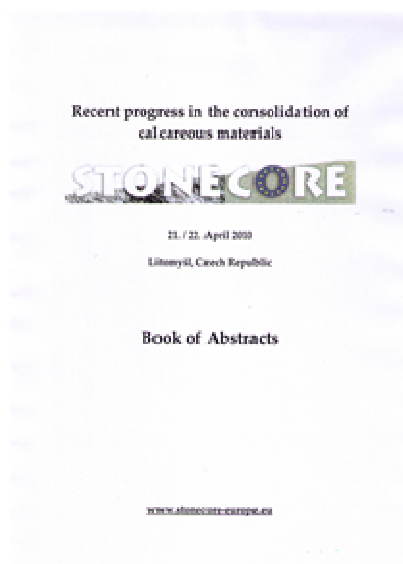 Recent progress in the consolidation of
calcareous materials
STONECORE
21. / 22. April 2010
Litomyšl, Czech Republic
Book of Abstracts
www.stonecore-europe.eu